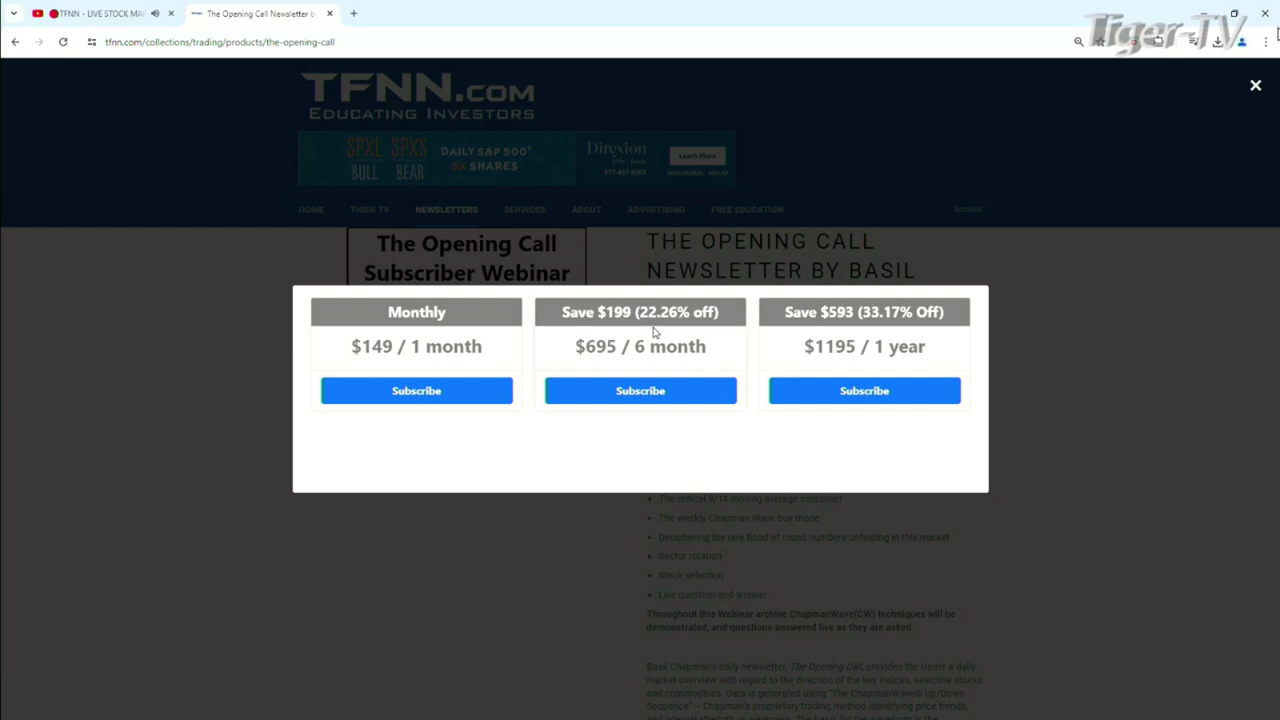 TFNN - LIVE STOCK MA
The Opening Call Newsletter b
Tiger-TV
tfnn.com/collections/trading/products/the-opening-call
TFNN.COM
EDUCATING INVESTORS
SPXL BULL
SPXS BEAR
DAILY S&P 500®
3X SHARES
Direxion
877-437-9363
Learn More
HOME TIGER TV NEWSLETTERS SERVICES ABOUT ADVERTISING FREE EDUCATION Account
The Opening Call
Subscriber Webinar
THE OPENING CALL
NEWSLETTER BY BASIL
Monthly
$149 / 1 month
Subscribe
Save $199 (22.26% off)
$695 / 6 month
Subscribe
Save $593 (33.17% Off)
$1195 / 1 year
Subscribe
The critical 9/14 moving average crossover
The weekly Chapman Wave buy mode
Deciphering the rare flood of round numbers unfolding in this market
Sector rotation
Stock selection
Live question and answer
Throughout this Webinar archive ChapmanWave(CW) techniques will be
demonstrated, and questions answered live as they are asked.
Basil Chapman's daily newsletter, The Opening Call, provides the trader a daily
market overview with regard to the direction of the key indices, selective stocks
and commodities. Data is generated using "The ChapmanWave® Up/Down
Sequence" – Chapman's proprietary trading method identifying price trends,